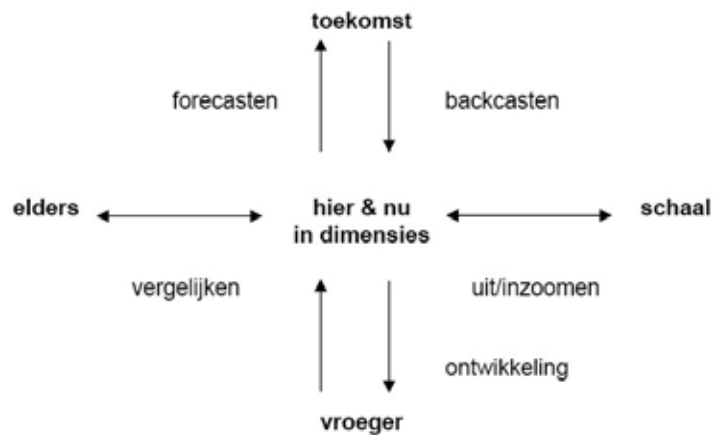 toekomst
forecasten
backcasten
elders
hier & nu
in dimensies
schaal
vergelijken
uit/inzoomen
ontwikkeling
vroeger